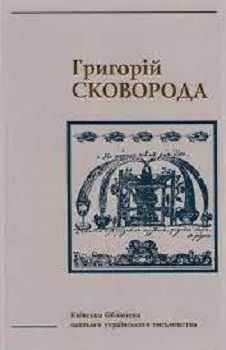 Григорій
СКОВОРОДА
Київська бібліотека
давнього українського письменства